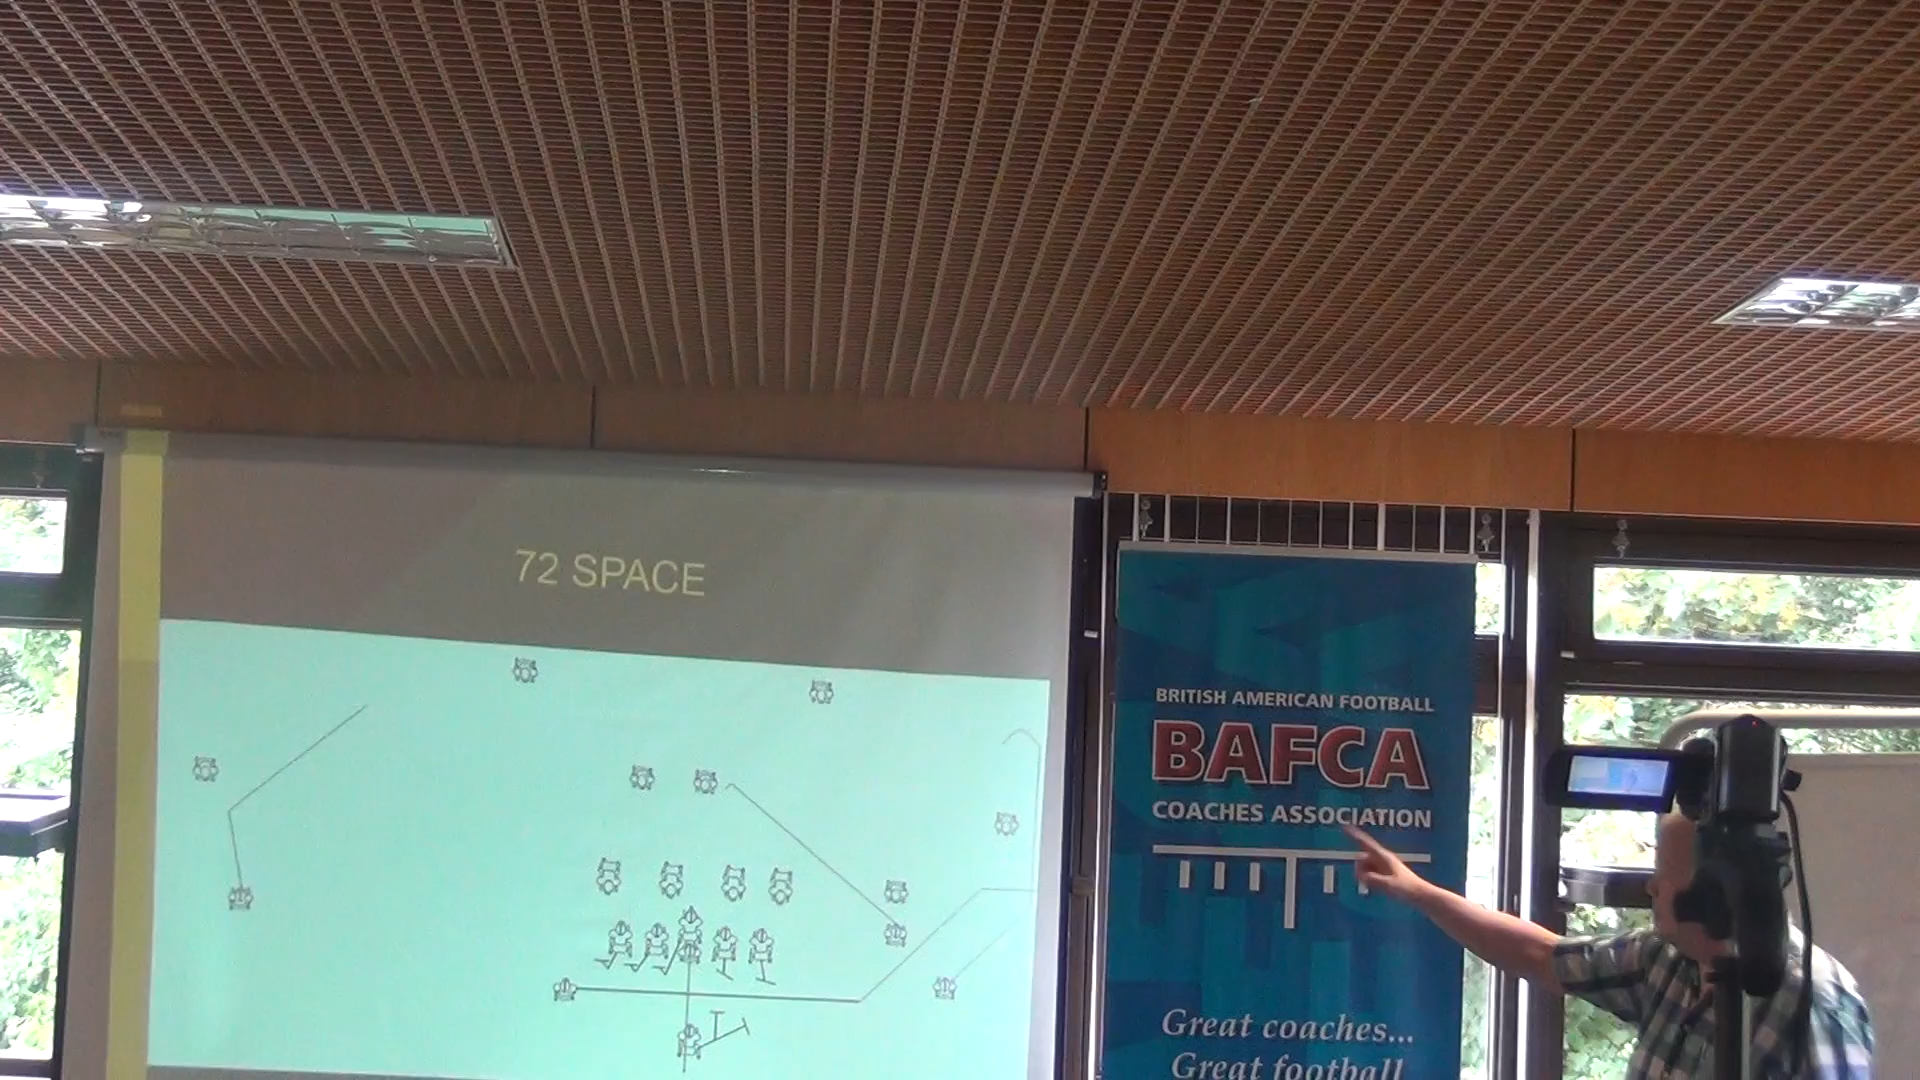 72 SPACE
BRITISH AMERICAN FOOTBALL
BAFCA
COACHES ASSOCIATION
Great coaches...
Great football